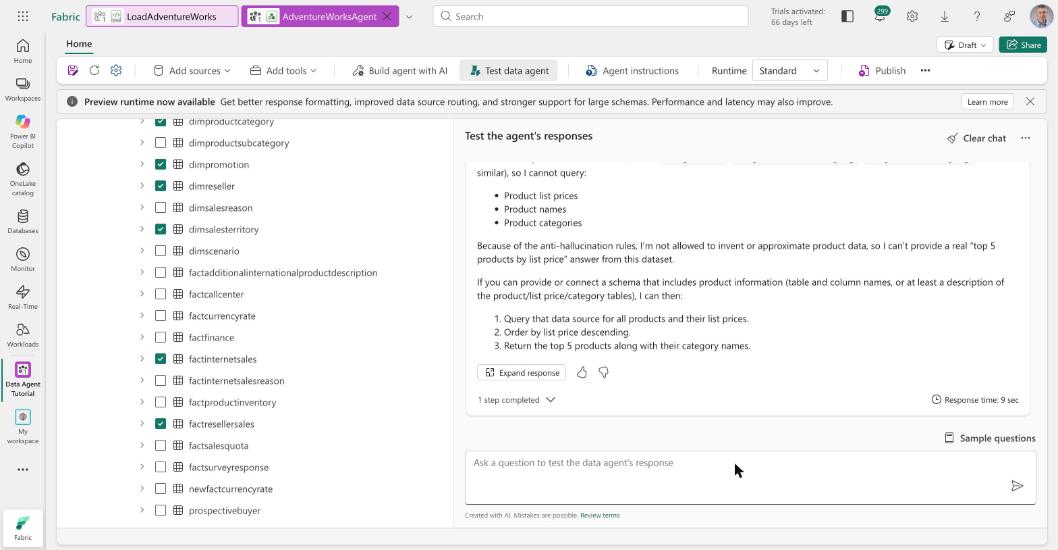 Fabric
LoadAdventureWorks
AdventureWorksAgent
Search
Trials activated:
66 days left
299
Home
Draft
Share
Add sources
Add tools
Build agent with AI
Test data agent
Agent instructions
Runtime
Standard
Publish
Preview runtime now available Get better response formatting, improved data source routing, and stronger support for large schemas. Performance and latency may also improve.
Learn more
Home
Workspaces
Power BI
Copilot
OneLake
catalog
Databases
Monitor
Real-Time
Workloads
Data Agent
Tutorial
My
workspace
Fabric
dimproductcategory
dimproductsubcategory
dimpromotion
dimreseller
dimsalesreason
dimsalesterritory
dimscenario
factadditionalinternationalproductdescription
factcallcenter
factcurrencyrate
factfinance
factinternetsales
factinternetsalesreason
factproductinventory
factresellersales
factsalesquota
factsurveyresponse
newfactcurrencyrate
prospectivebuyer
Test the agent's responses
Clear chat
similar), so I cannot query:
• Product list prices
• Product names
• Product categories
Because of the anti-hallucination rules, I'm not allowed to invent or approximate product data, so I can't provide a real "top 5
products by list price" answer from this dataset.
If you can provide or connect a schema that includes product information (table and column names, or at least a description of
the product/list price/category tables), I can then:
1. Query that data source for all products and their list prices.
2. Order by list price descending.
3. Return the top 5 products along with their category names.
Expand response
1 step completed
Response time: 9 sec
Sample questions
Ask a question to test the data agent's response
Created with AI. Mistakes are possible. Review terms